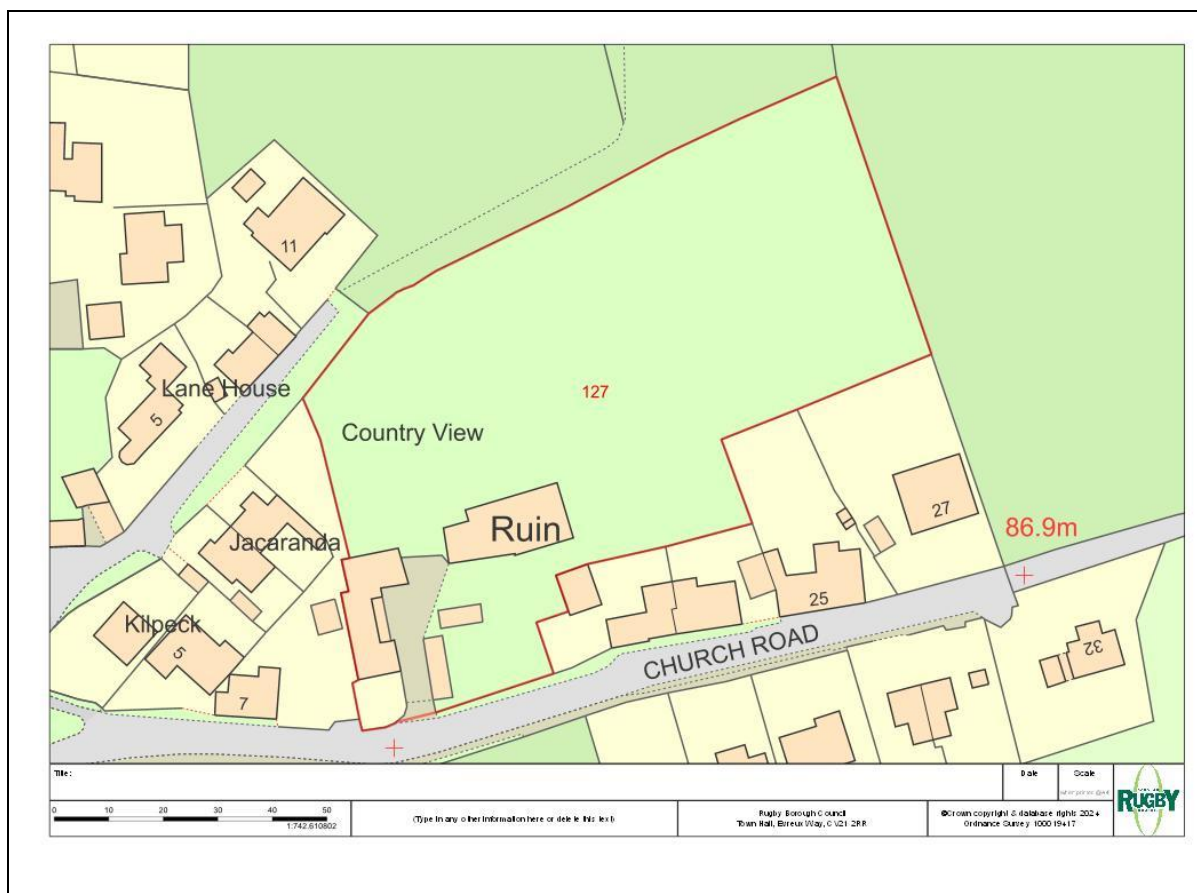 11
Lane House
5
127
Country View
Ruin
27
86.9m
Jacaranda
25
Kilpeck
5
CHURCH ROAD
32
7
Title:
Date
Scale
0 10 20 30 40 50
1:742.610802
(Type in any other information here or delete this text)
Rugby Borough Council
Town Hall, Evreux Way, CV21 2RR
©Crown copyright & database rights 2024
Ordnance Survey 100019417
RUGBY